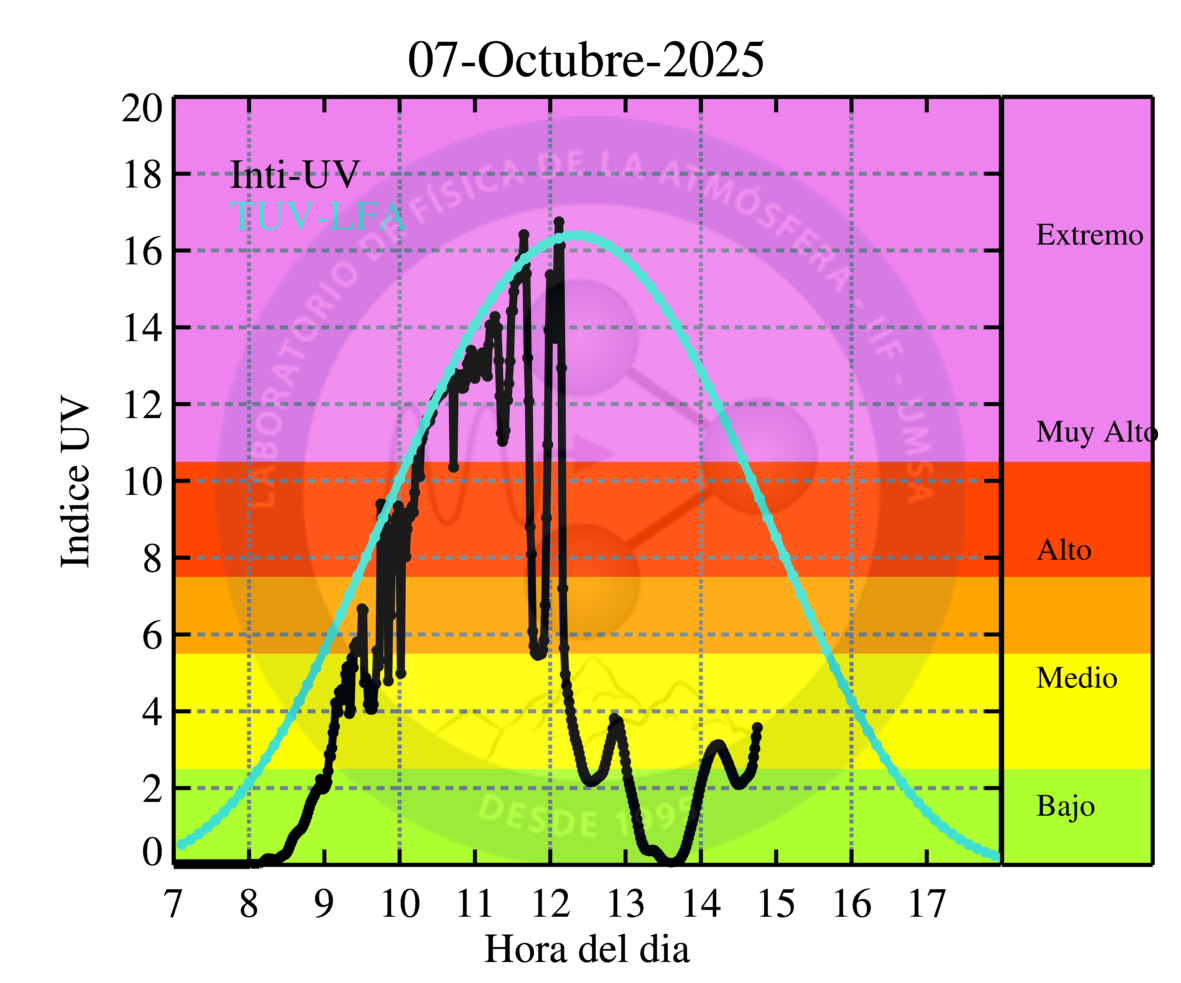 07-Octubre-2025
20
18
16
14
12
10
8
6
4
2
0
Indice UV
Inti-UV
TUV-LFA
LABORATORIO DE FÍSICA DE LA ATMÓSFERA - IIF - UMSA
DESDE 1995
Extremo
Muy Alto
Alto
Medio
Bajo
7 8 9 10 11 12 13 14 15 16 17
Hora del dia